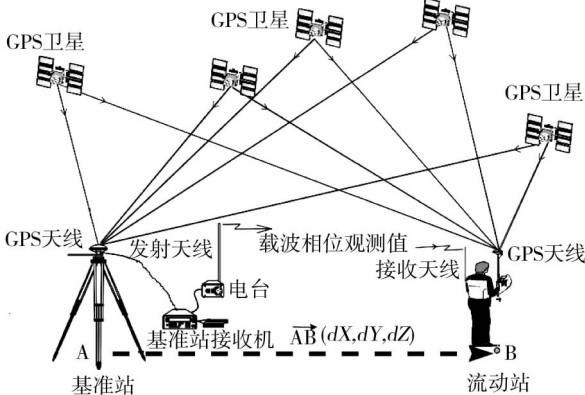 GPS卫星
GPS卫星
GPS卫星
GPS天线
发射天线
载波相位观测值
接收天线
GPS天线
电台
基准站接收机
AB(dX,dY,dZ)
A
B
基准站
流动站